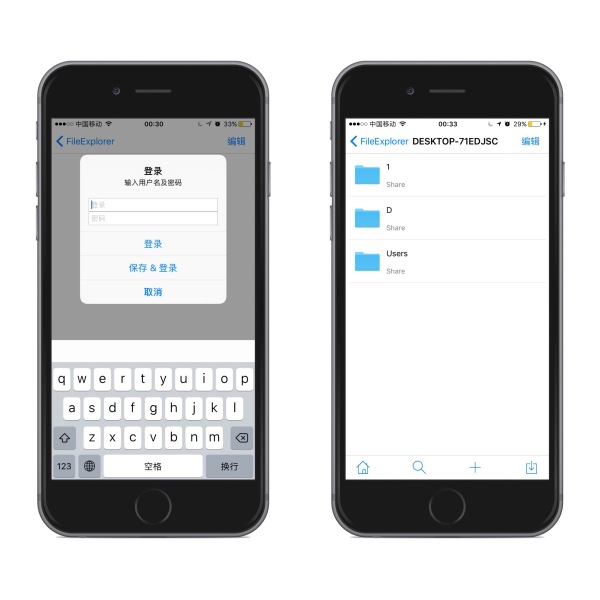 中国移动 00:30 33%
FileExplorer 编辑
登录
输入用户名及密码
登录
密码
登录
保存 & 登录
取消
q w e r t y u i o p
a s d f g h j k l
z x c v b n m
123 空格 换行
中国移动 00:33 29%
FileExplorer DESKTOP-71EDJSC 编辑
1
Share
D
Share
Users
Share